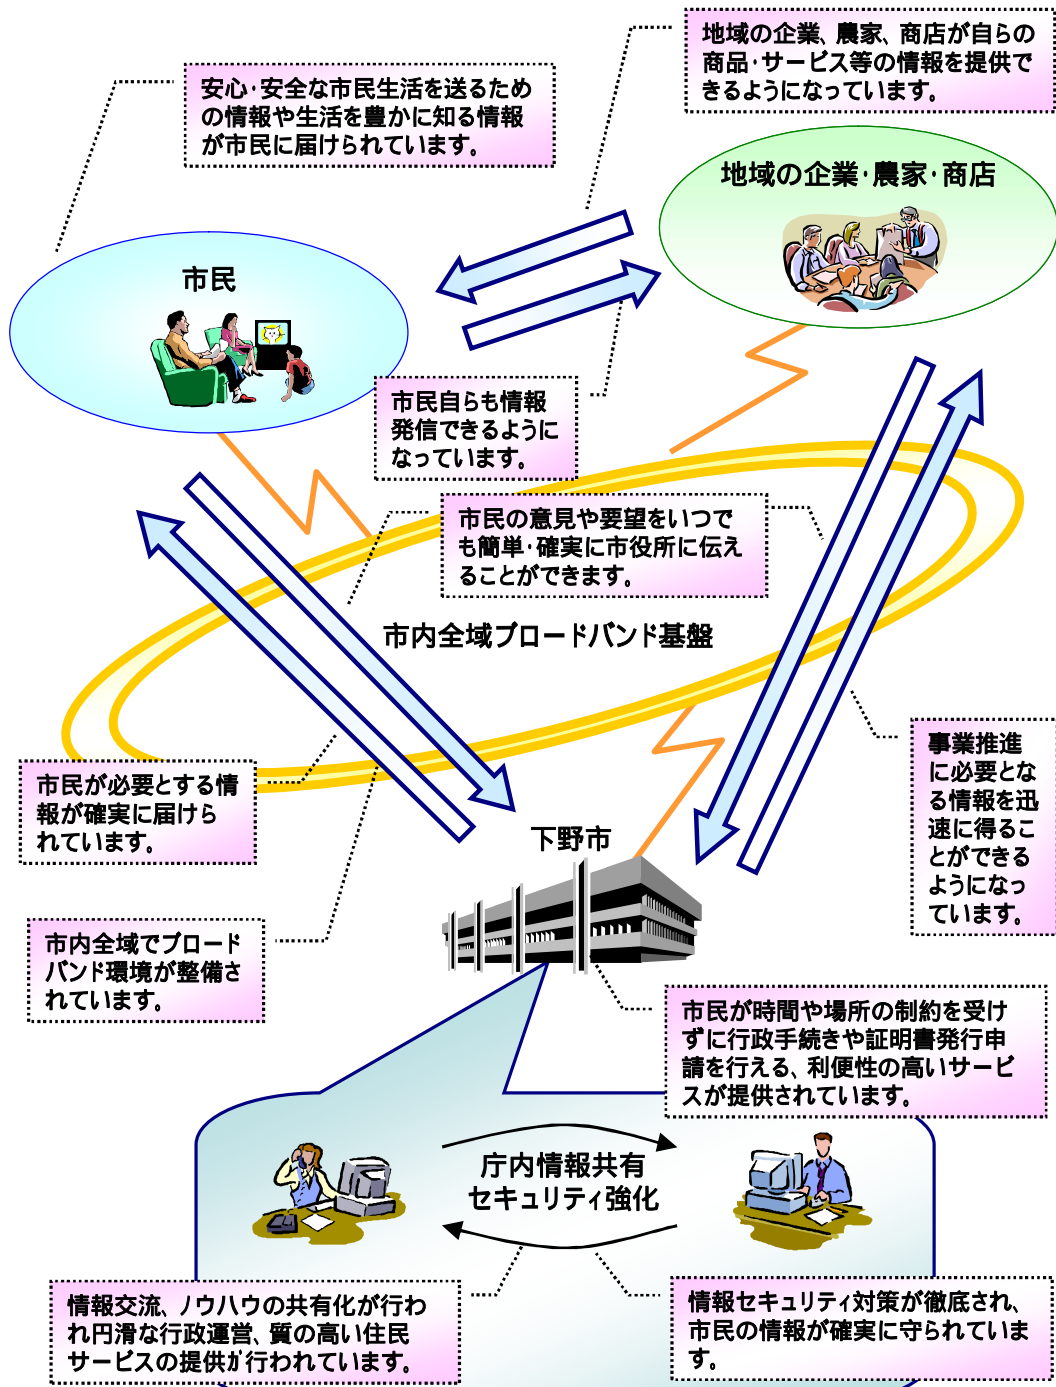 地域の企業、農家、商店が自らの
商品・サービス等の情報を提供で
きるようになっています。
安心・安全な市民生活を送るため
の情報や生活を豊かに知る情報
が市民に届けられています。
地域の企業・農家・商店
市民
市民自らも情報
発信できるように
なっています。
市民の意見や要望をいつで
も簡単・確実に市役所に伝え
ることができます。
市内全域ブロードバンド基盤
市民が必要とする情
報が確実に届けら
れています。
事業推進
に必要とな
る情報を迅
速に得るこ
とができる
ようになっ
ています。
下野市
市内全域でブロード
バンド環境が整備さ
れています。
市民が時間や場所の制約を受け
ずに行政手続きや証明書発行申
請を行える、利便性の高いサービ
スが提供されています。
庁内情報共有
セキュリティ強化
情報交流、ノウハウの共有化が行わ
れ円滑な行政運営、質の高い住民
サービスの提供が行われています。
情報セキュリティ対策が徹底され、
市民の情報が確実に守られていま
す。